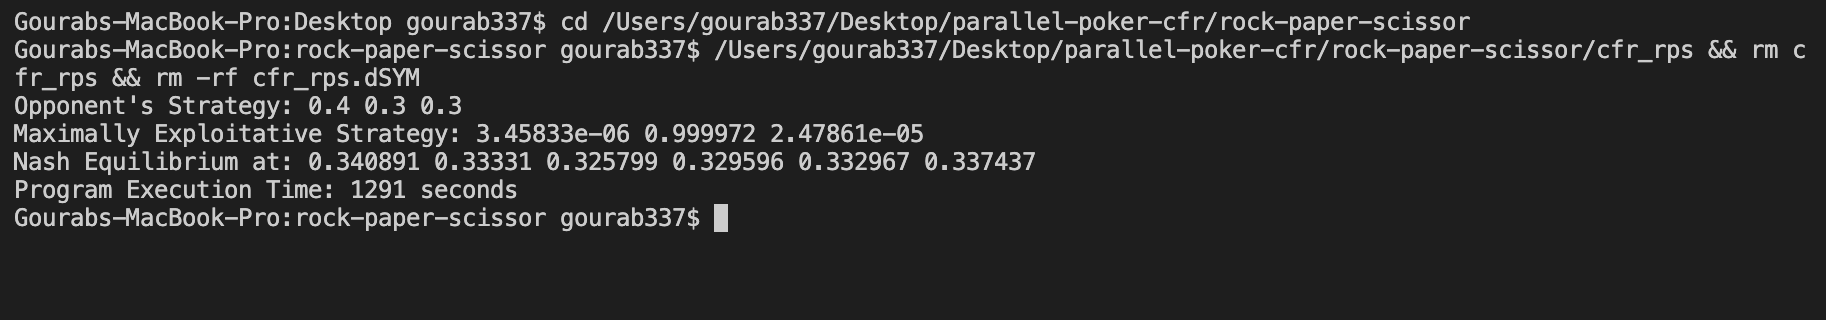 Gourabs-MacBook-Pro:Desktop gourab337$ cd /Users/gourab337/Desktop/parallel-poker-cfr/rock-paper-scissor
Gourabs-MacBook-Pro:rock-paper-scissor gourab337$ /Users/gourab337/Desktop/parallel-poker-cfr/rock-paper-scissor/cfr_rps && rm c
fr_rps && rm -rf cfr_rps.dSYM
Opponent's Strategy: 0.4 0.3 0.3
Maximally Exploitative Strategy: 3.45833e-06 0.999972 2.47861e-05
Nash Equilibrium at: 0.340891 0.33331 0.325799 0.329596 0.332967 0.337437
Program Execution Time: 1291 seconds
Gourabs-MacBook-Pro:rock-paper-scissor gourab337$